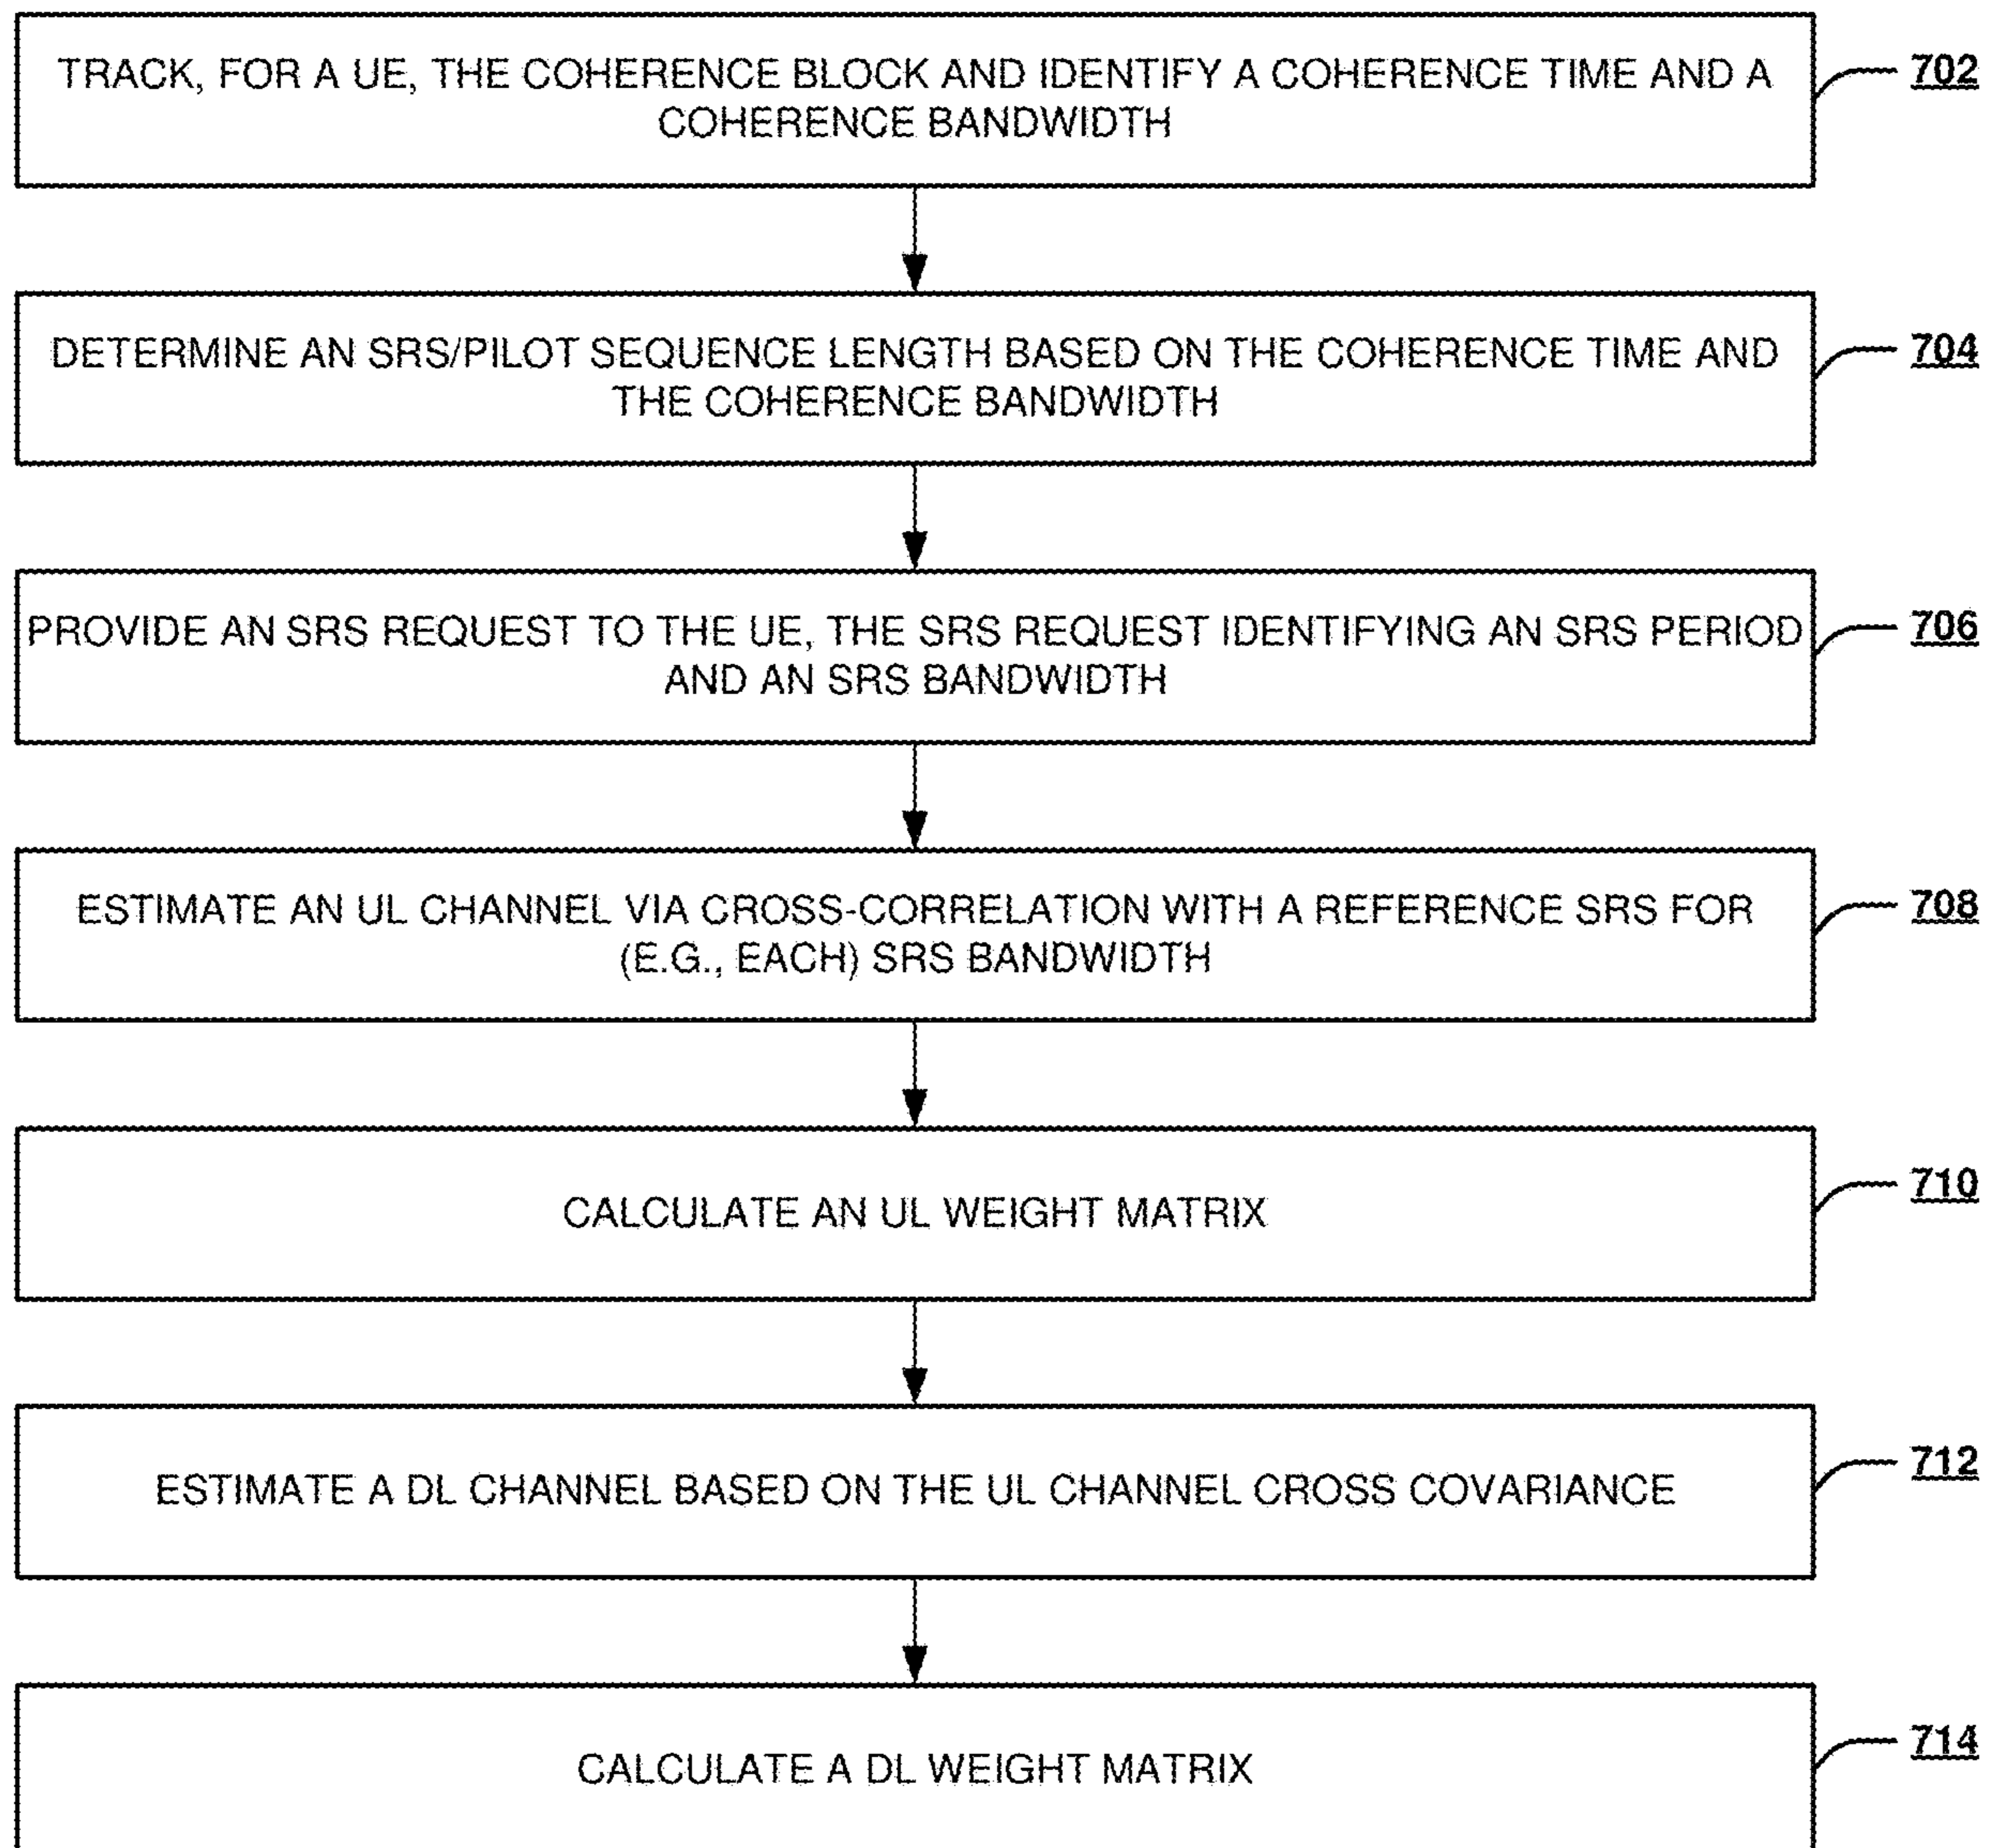 TRACK, FOR A UE, THE COHERENCE BLOCK AND IDENTIFY A COHERENCE TIME AND A
COHERENCE BANDWIDTH
702
DETERMINE AN SRS/PILOT SEQUENCE LENGTH BASED ON THE COHERENCE TIME AND
THE COHERENCE BANDWIDTH
704
PROVIDE AN SRS REQUEST TO THE UE, THE SRS REQUEST IDENTIFYING AN SRS PERIOD
AND AN SRS BANDWIDTH
706
ESTIMATE AN UL CHANNEL VIA CROSS-CORRELATION WITH A REFERENCE SRS FOR
(E.G., EACH) SRS BANDWIDTH
708
CALCULATE AN UL WEIGHT MATRIX
710
ESTIMATE A DL CHANNEL BASED ON THE UL CHANNEL CROSS COVARIANCE
712
CALCULATE A DL WEIGHT MATRIX
714